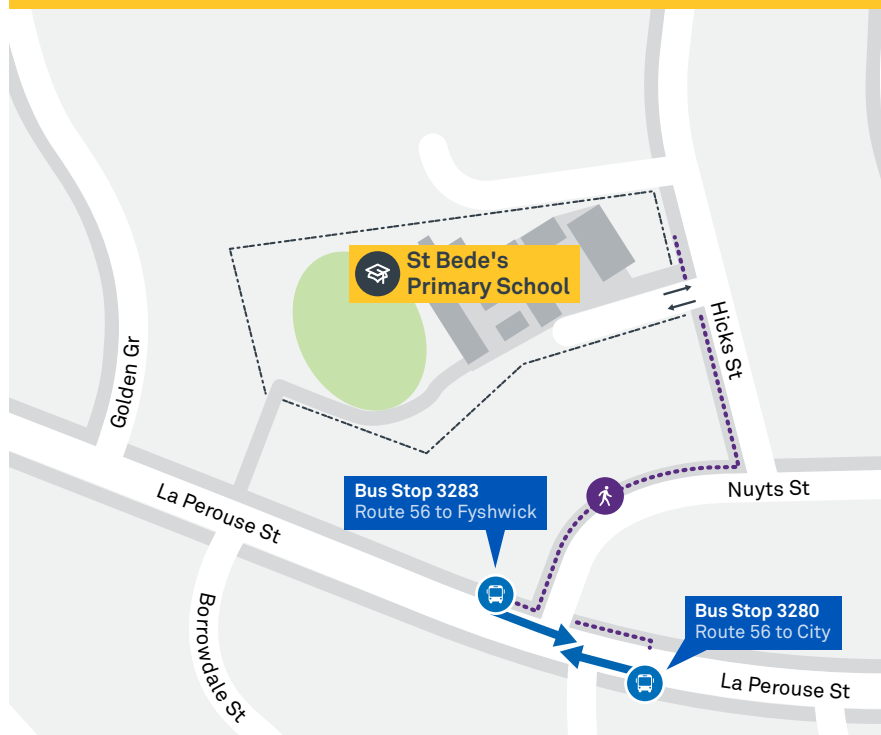 St Bede's
Primary School
Hicks St
Golden Gr
Bus Stop 3283
Route 56 to Fyshwick
Nuyts St
La Perouse St
Borrowdale St
Bus Stop 3280
Route 56 to City
La Perouse St